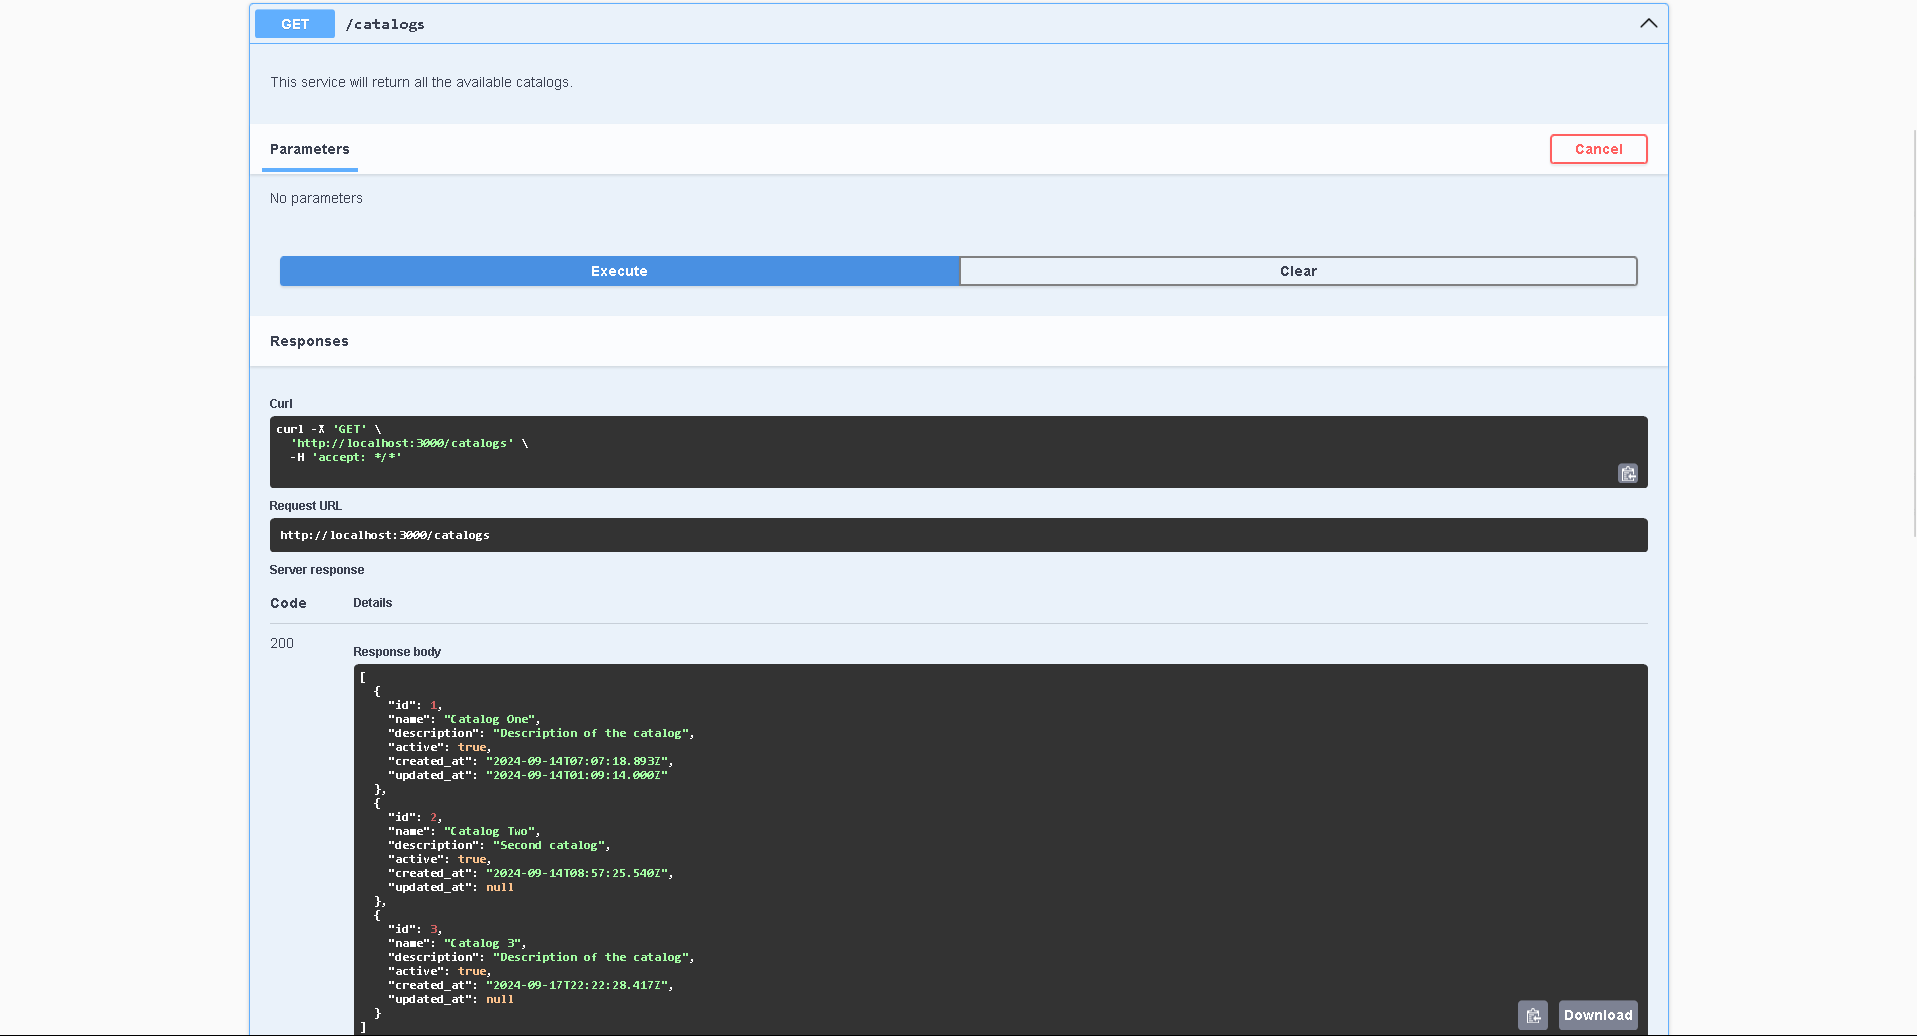 GET /catalogs
This service will return all the available catalogs.
Parameters Cancel
No parameters
Execute Clear
Responses
Curl
curl -X 'GET' \
  'http://localhost:3000/catalogs' \
  -H 'accept: */*'
Request URL
http://localhost:3000/catalogs
Server response
Code Details
200
Response body
[
  {
    "id": 1,
    "name": "Catalog One",
    "description": "Description of the catalog",
    "active": true,
    "created_at": "2024-09-14T07:07:18.893Z",
    "updated_at": "2024-09-14T01:09:14.000Z"
  },
  {
    "id": 2,
    "name": "Catalog Two",
    "description": "Second catalog",
    "active": true,
    "created_at": "2024-09-14T08:57:25.540Z",
    "updated_at": null
  },
  {
    "id": 3,
    "name": "Catalog 3",
    "description": "Description of the catalog",
    "active": true,
    "created_at": "2024-09-17T22:22:28.417Z",
    "updated_at": null
  }
]
Download